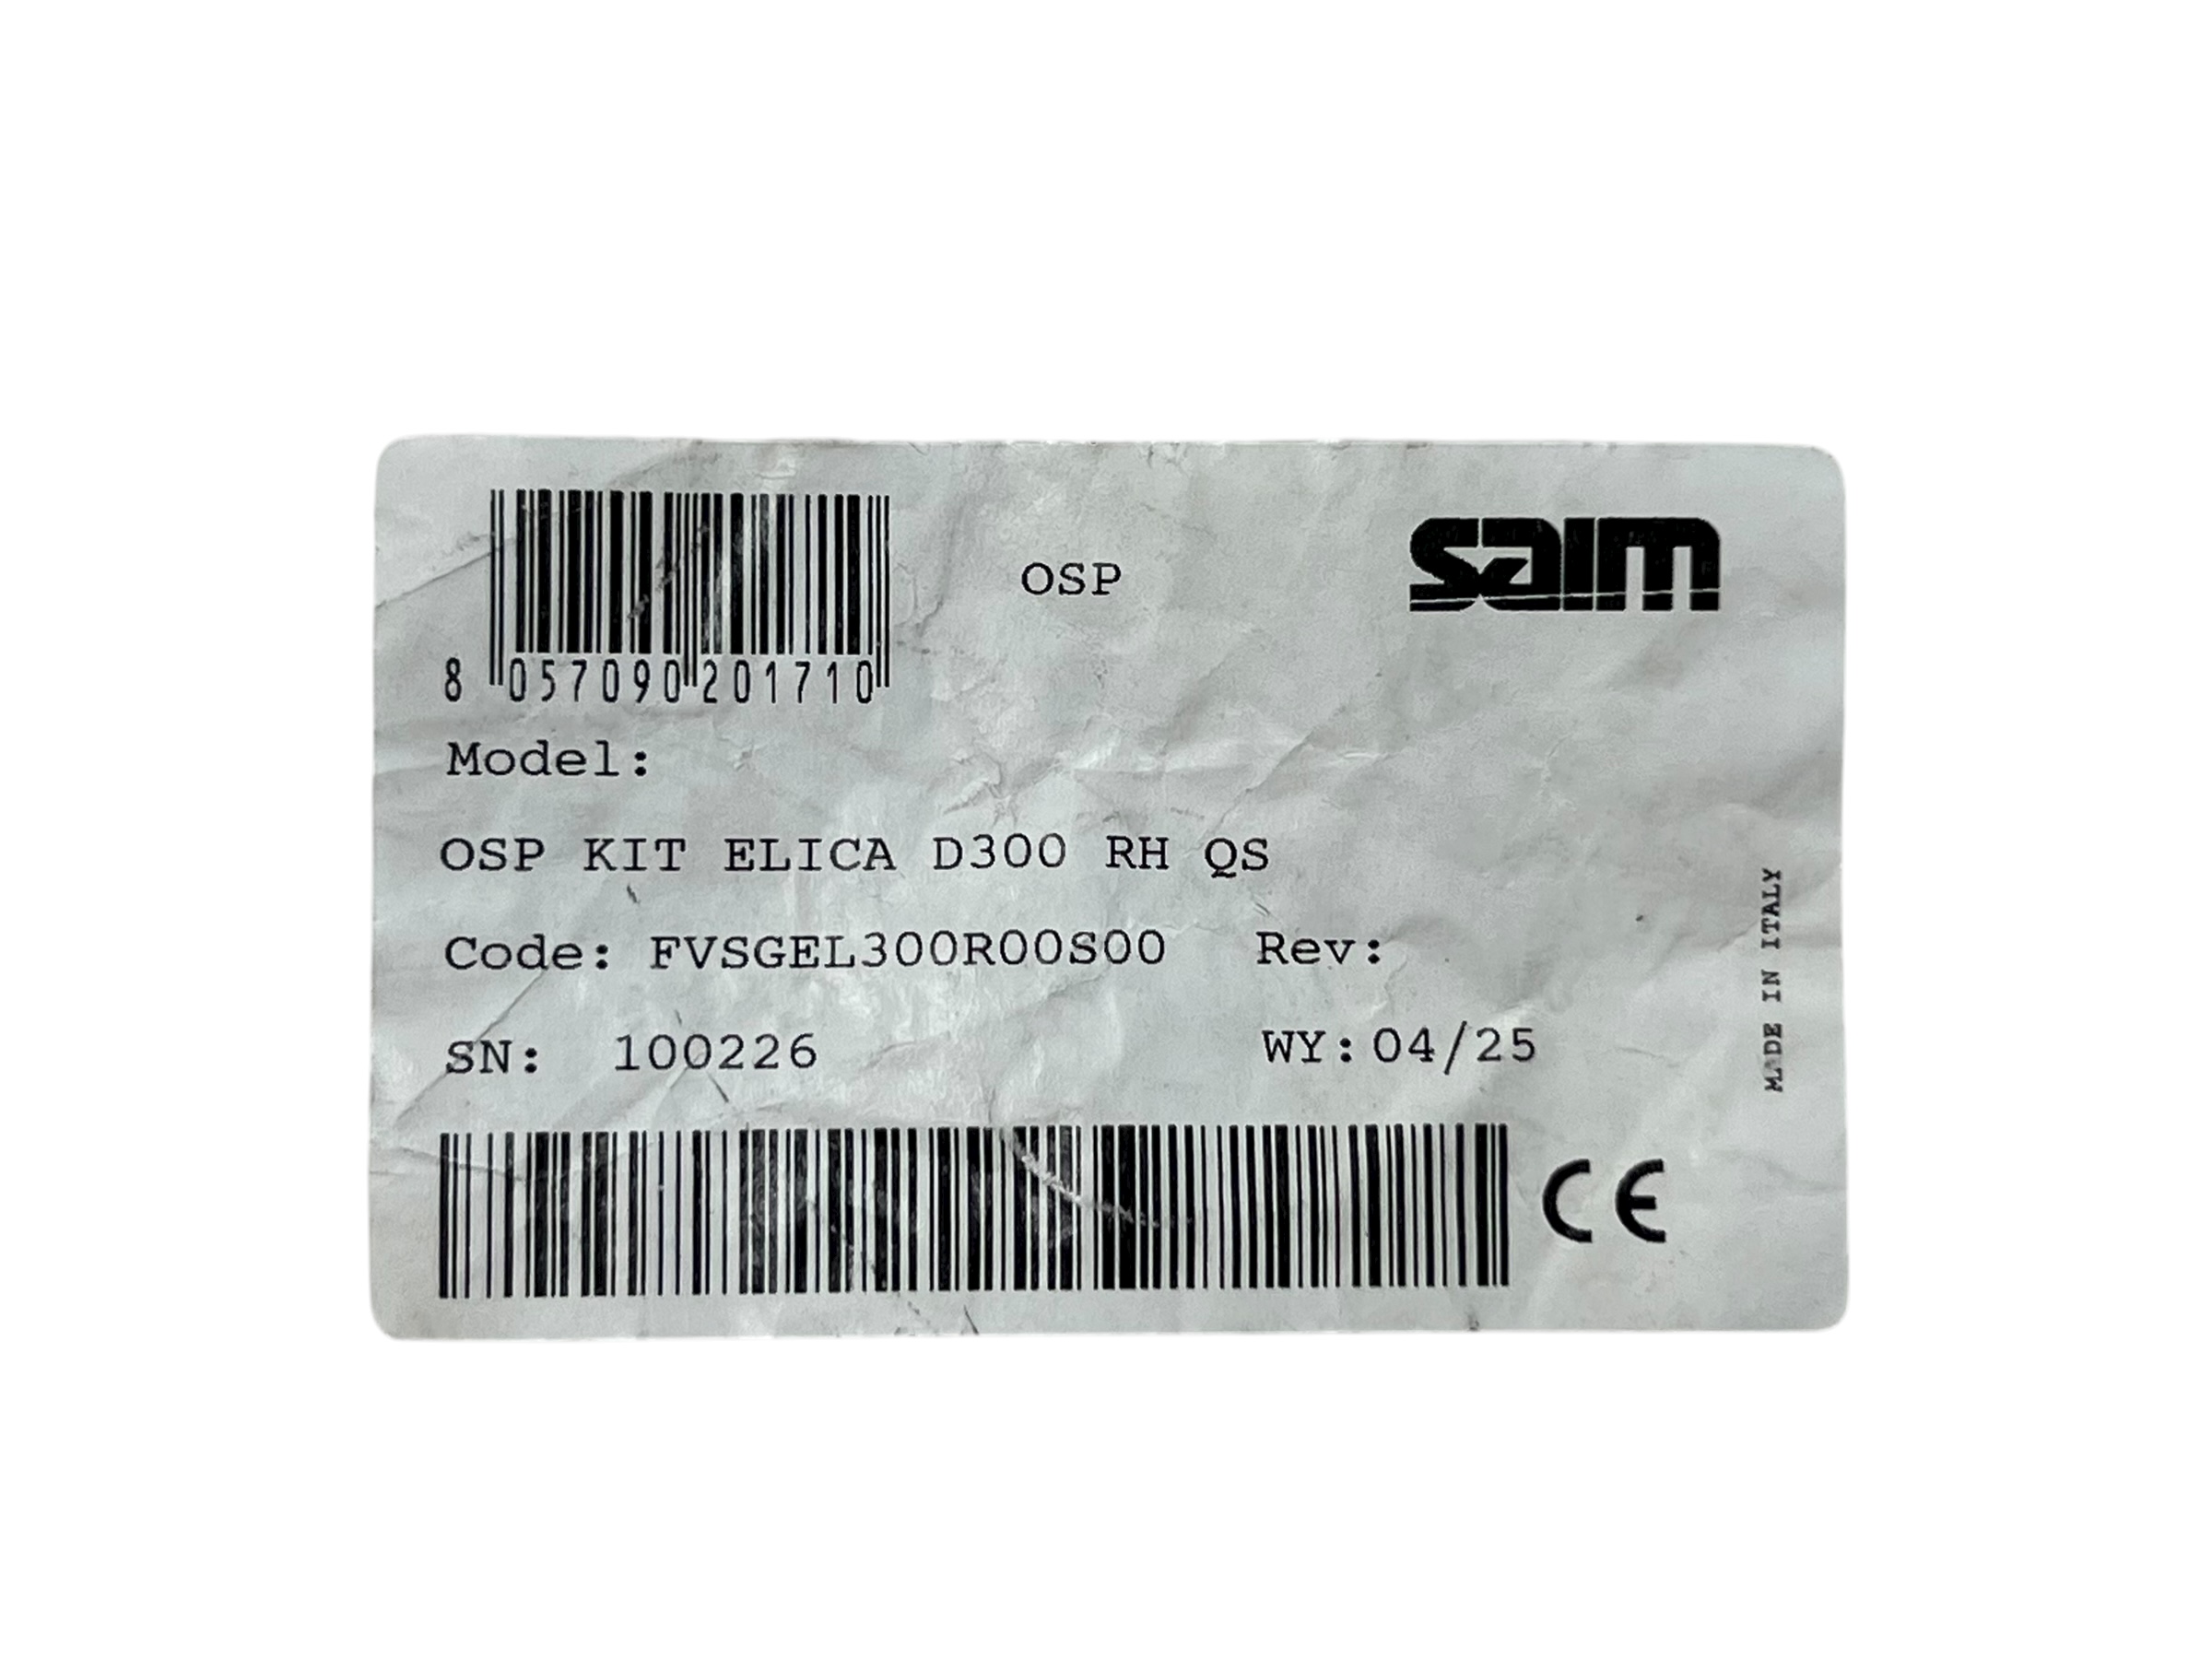 OSP
saim
8 057090 201710
Model:
OSP KIT ELICA D300 RH QS
Code: FVSGEL300R00S00 Rev:
SN: 100226 WY: 04/25
MADE IN ITALY
CE